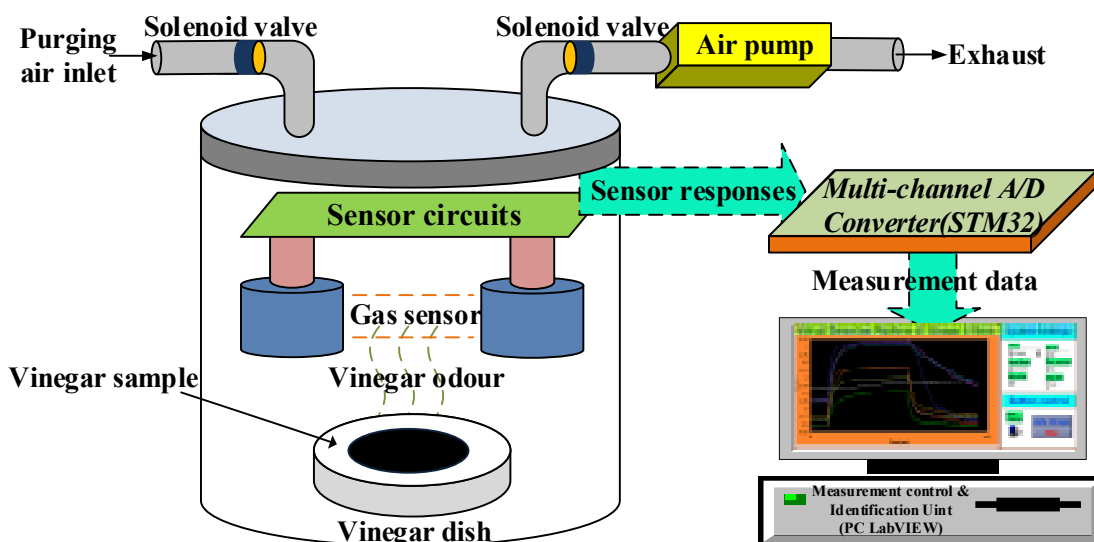 Purging
air inlet
Solenoid valve
Solenoid valve
Air pump
Exhaust
Sensor circuits
Sensor responses
Multi-channel A/D
Converter(STM32)
Measurement data
Gas sensor
Vinegar odour
Vinegar sample
Vinegar dish
Measurement control &
Identification Uint
(PC LabVIEW)